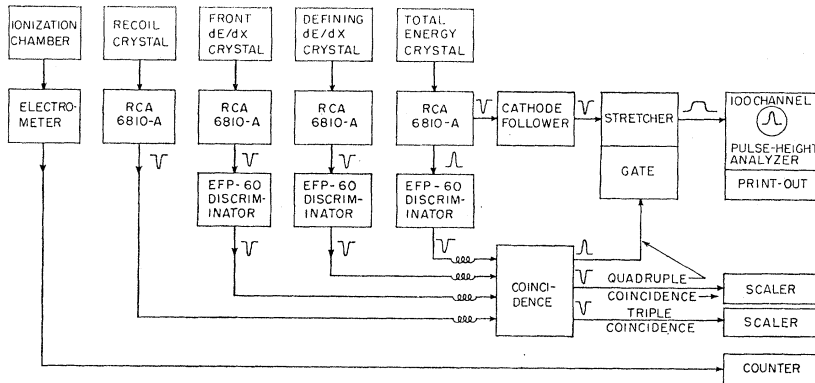 IONIZATION
CHAMBER
RECOIL
CRYSTAL
FRONT
dE/dX
CRYSTAL
DEFINING
dE/dX
CRYSTAL
TOTAL
ENERGY
CRYSTAL
ELECTRO-
METER
RCA
6810-A
RCA
6810-A
RCA
6810-A
RCA
6810-A
CATHODE
FOLLOWER
STRETCHER
GATE
100 CHANNEL
PULSE-HEIGHT
ANALYZER
PRINT-OUT
EFP-60
DISCRIM-
INATOR
EFP-60
DISCRIM-
INATOR
EFP-60
DISCRIM-
INATOR
COINCI-
DENCE
QUADRUPLE
COINCIDENCE
TRIPLE
COINCIDENCE
SCALER
SCALER
COUNTER